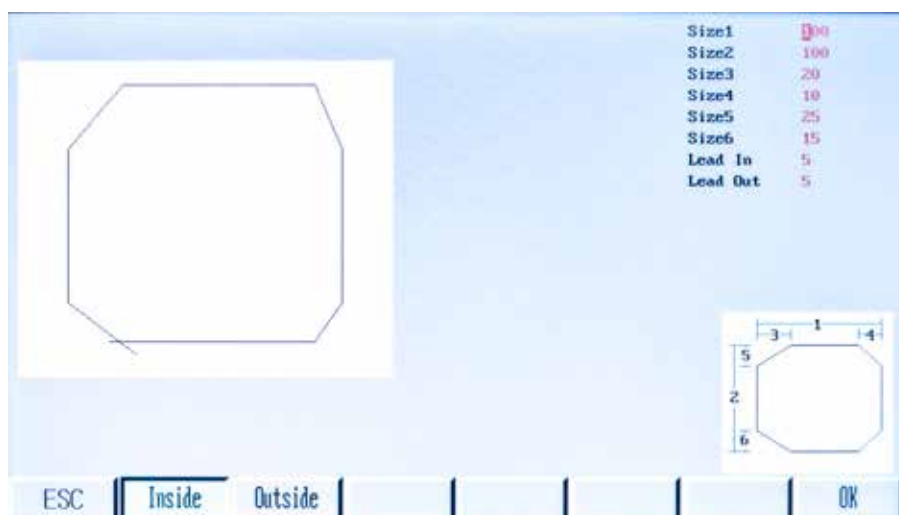 Size1 100
Size2 100
Size3 20
Size4 10
Size5 25
Size6 15
Lead In 5
Lead Out 5
1
3 4
5
2
6
ESC Inside Outside OK